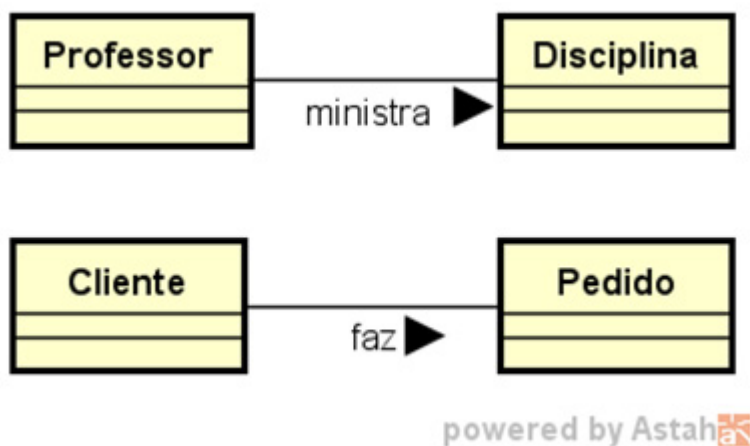 Professor
Disciplina
ministra
Cliente
Pedido
faz
powered by Astah